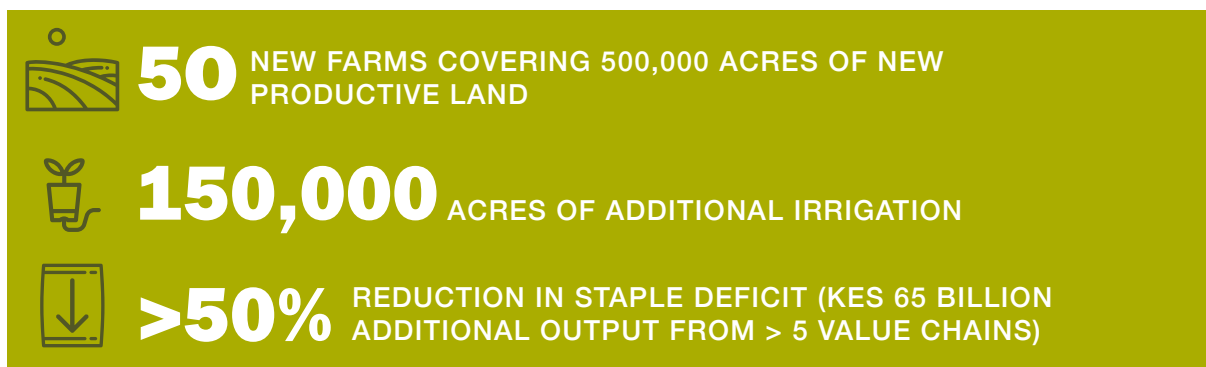 50 NEW FARMS COVERING 500,000 ACRES OF NEW
PRODUCTIVE LAND
150,000 ACRES OF ADDITIONAL IRRIGATION
>50% REDUCTION IN STAPLE DEFICIT (KES 65 BILLION
ADDITIONAL OUTPUT FROM > 5 VALUE CHAINS)